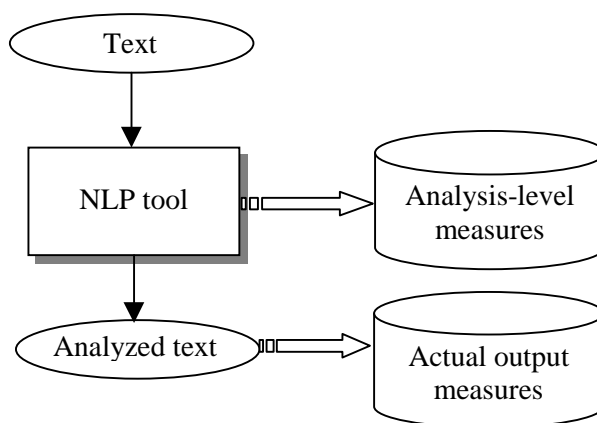 Text
NLP tool
Analysis-level
measures
Analyzed text
Actual output
measures